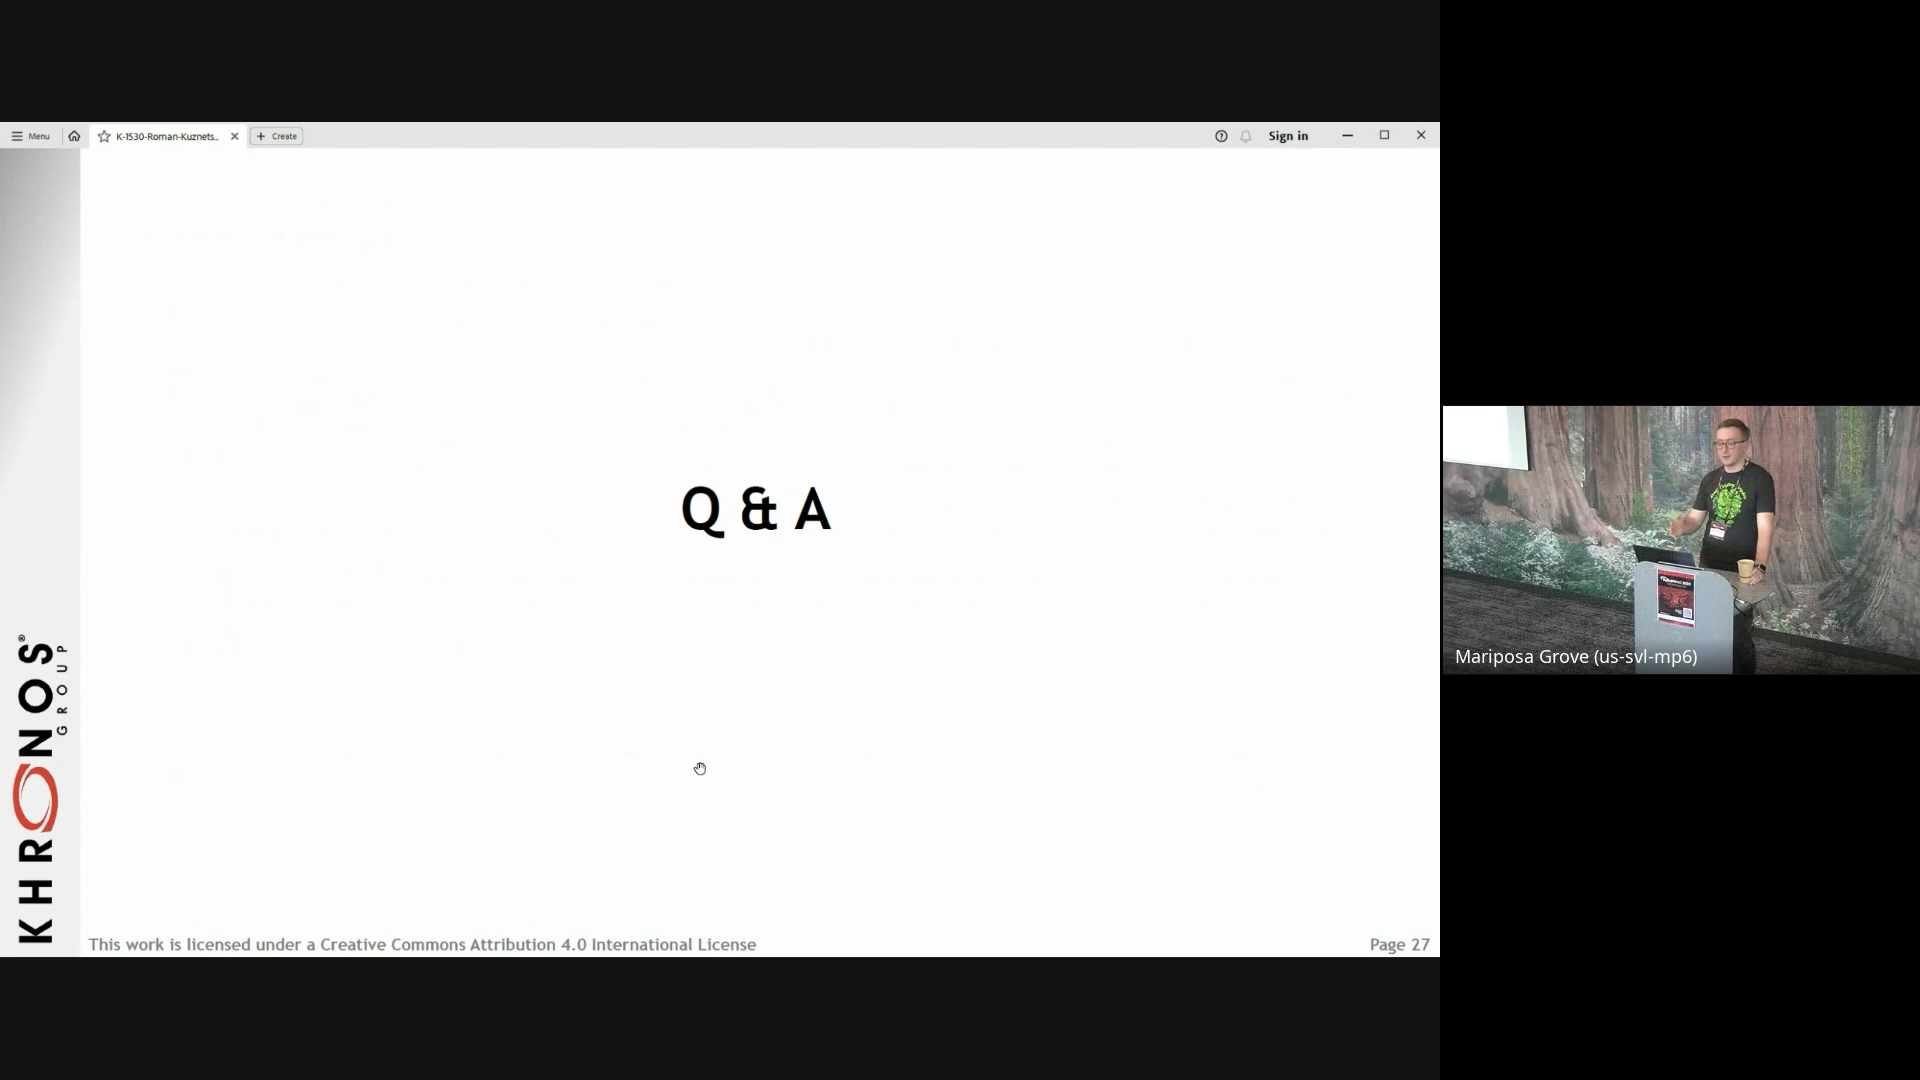 Menu
K-1530-Roman-Kuznets..
Create
Sign in
Q & A
KHRONOS®
GROUP
This work is licensed under a Creative Commons Attribution 4.0 International License
Page 27
Mariposa Grove (us-svl-mp6)